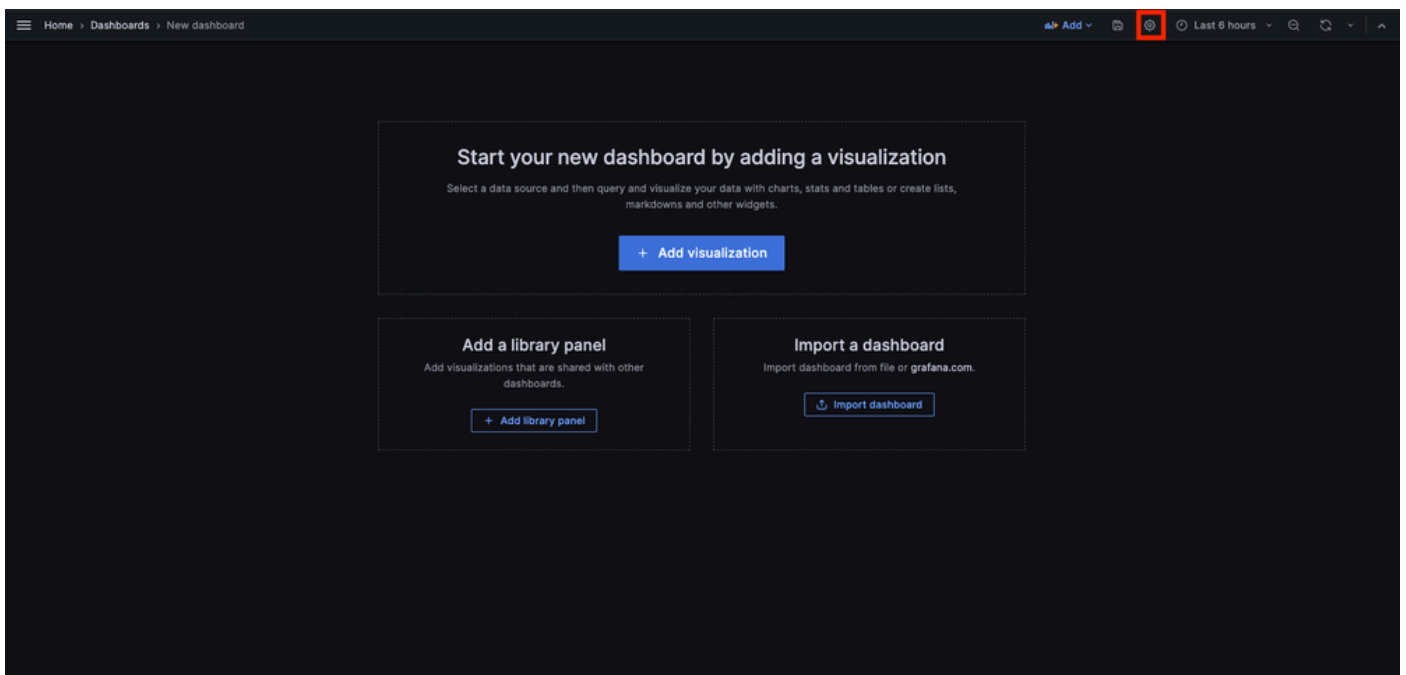 Home › Dashboards › New dashboard
Add
Last 6 hours
Start your new dashboard by adding a visualization
Select a data source and then query and visualize your data with charts, stats and tables or create lists,
markdowns and other widgets.
+ Add visualization
Add a library panel
Add visualizations that are shared with other
dashboards.
+ Add library panel
Import a dashboard
Import dashboard from file or grafana.com.
Import dashboard